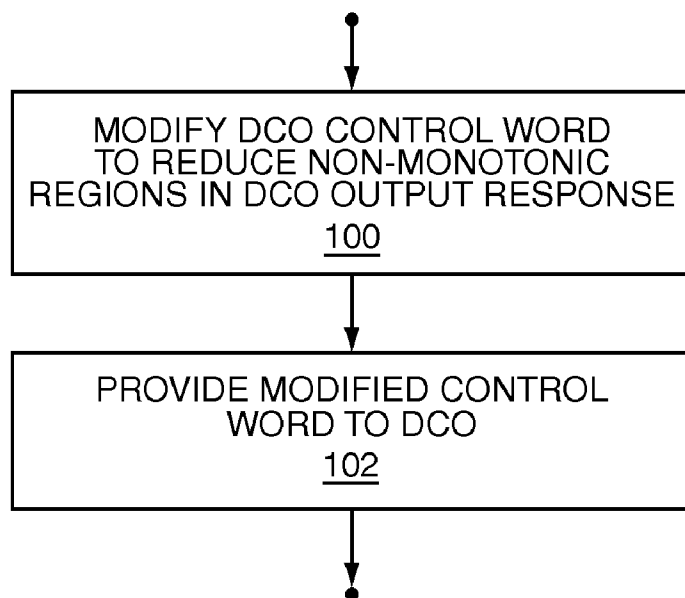 MODIFY DCO CONTROL WORD
TO REDUCE NON-MONOTONIC
REGIONS IN DCO OUTPUT RESPONSE
100
PROVIDE MODIFIED CONTROL
WORD TO DCO
102